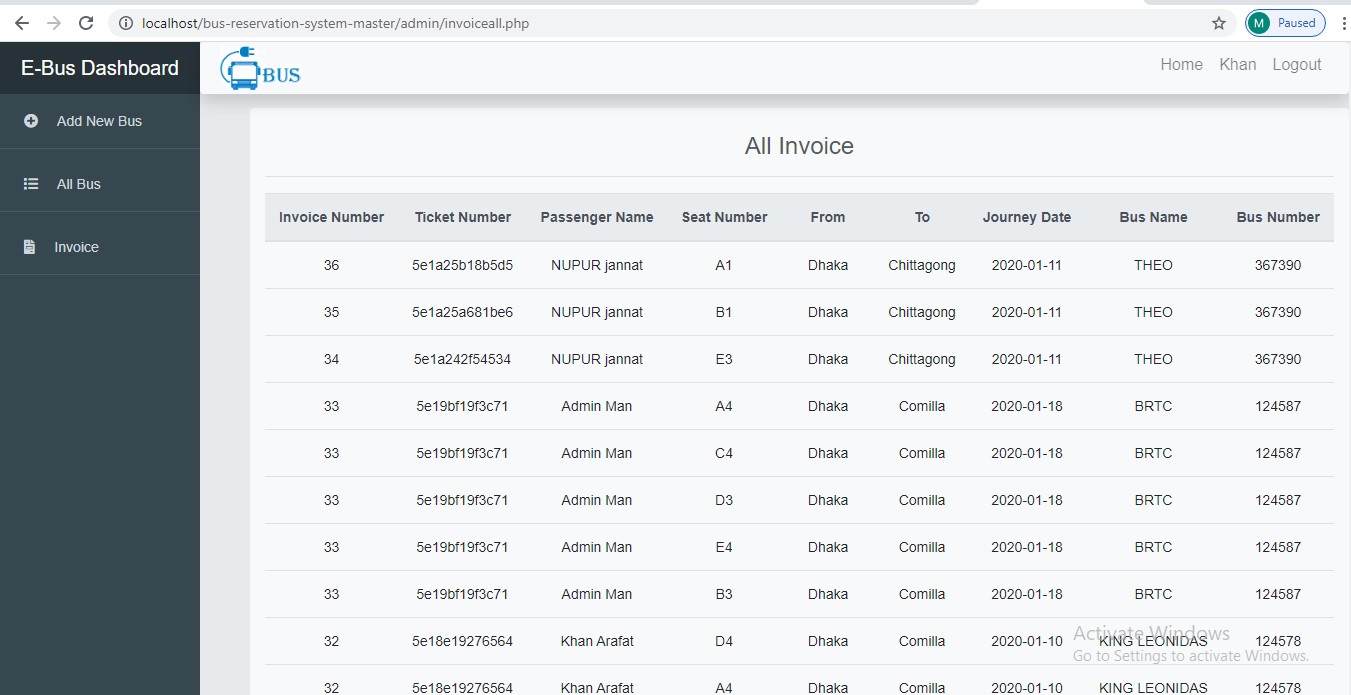 localhost/bus-reservation-system-master/admin/invoiceall.php
M Paused
E-Bus Dashboard
BUS
Home Khan Logout
Add New Bus
All Bus
Invoice
All Invoice
Invoice Number Ticket Number Passenger Name Seat Number From To Journey Date Bus Name Bus Number
36 5e1a25b18b5d5 NUPUR jannat A1 Dhaka Chittagong 2020-01-11 THEO 367390
35 5e1a25a681be6 NUPUR jannat B1 Dhaka Chittagong 2020-01-11 THEO 367390
34 5e1a242f54534 NUPUR jannat E3 Dhaka Chittagong 2020-01-11 THEO 367390
33 5e19bf19f3c71 Admin Man A4 Dhaka Comilla 2020-01-18 BRTC 124587
33 5e19bf19f3c71 Admin Man C4 Dhaka Comilla 2020-01-18 BRTC 124587
33 5e19bf19f3c71 Admin Man D3 Dhaka Comilla 2020-01-18 BRTC 124587
33 5e19bf19f3c71 Admin Man E4 Dhaka Comilla 2020-01-18 BRTC 124587
33 5e19bf19f3c71 Admin Man B3 Dhaka Comilla 2020-01-18 BRTC 124587
32 5e18e19276564 Khan Arafat D4 Dhaka Comilla 2020-01-10 KING LEONIDAS 124578
32 5e18e19276564 Khan Arafat A4 Dhaka Comilla 2020-01-10 KING LEONIDAS 124578
Activate Windows
Go to Settings to activate Windows.